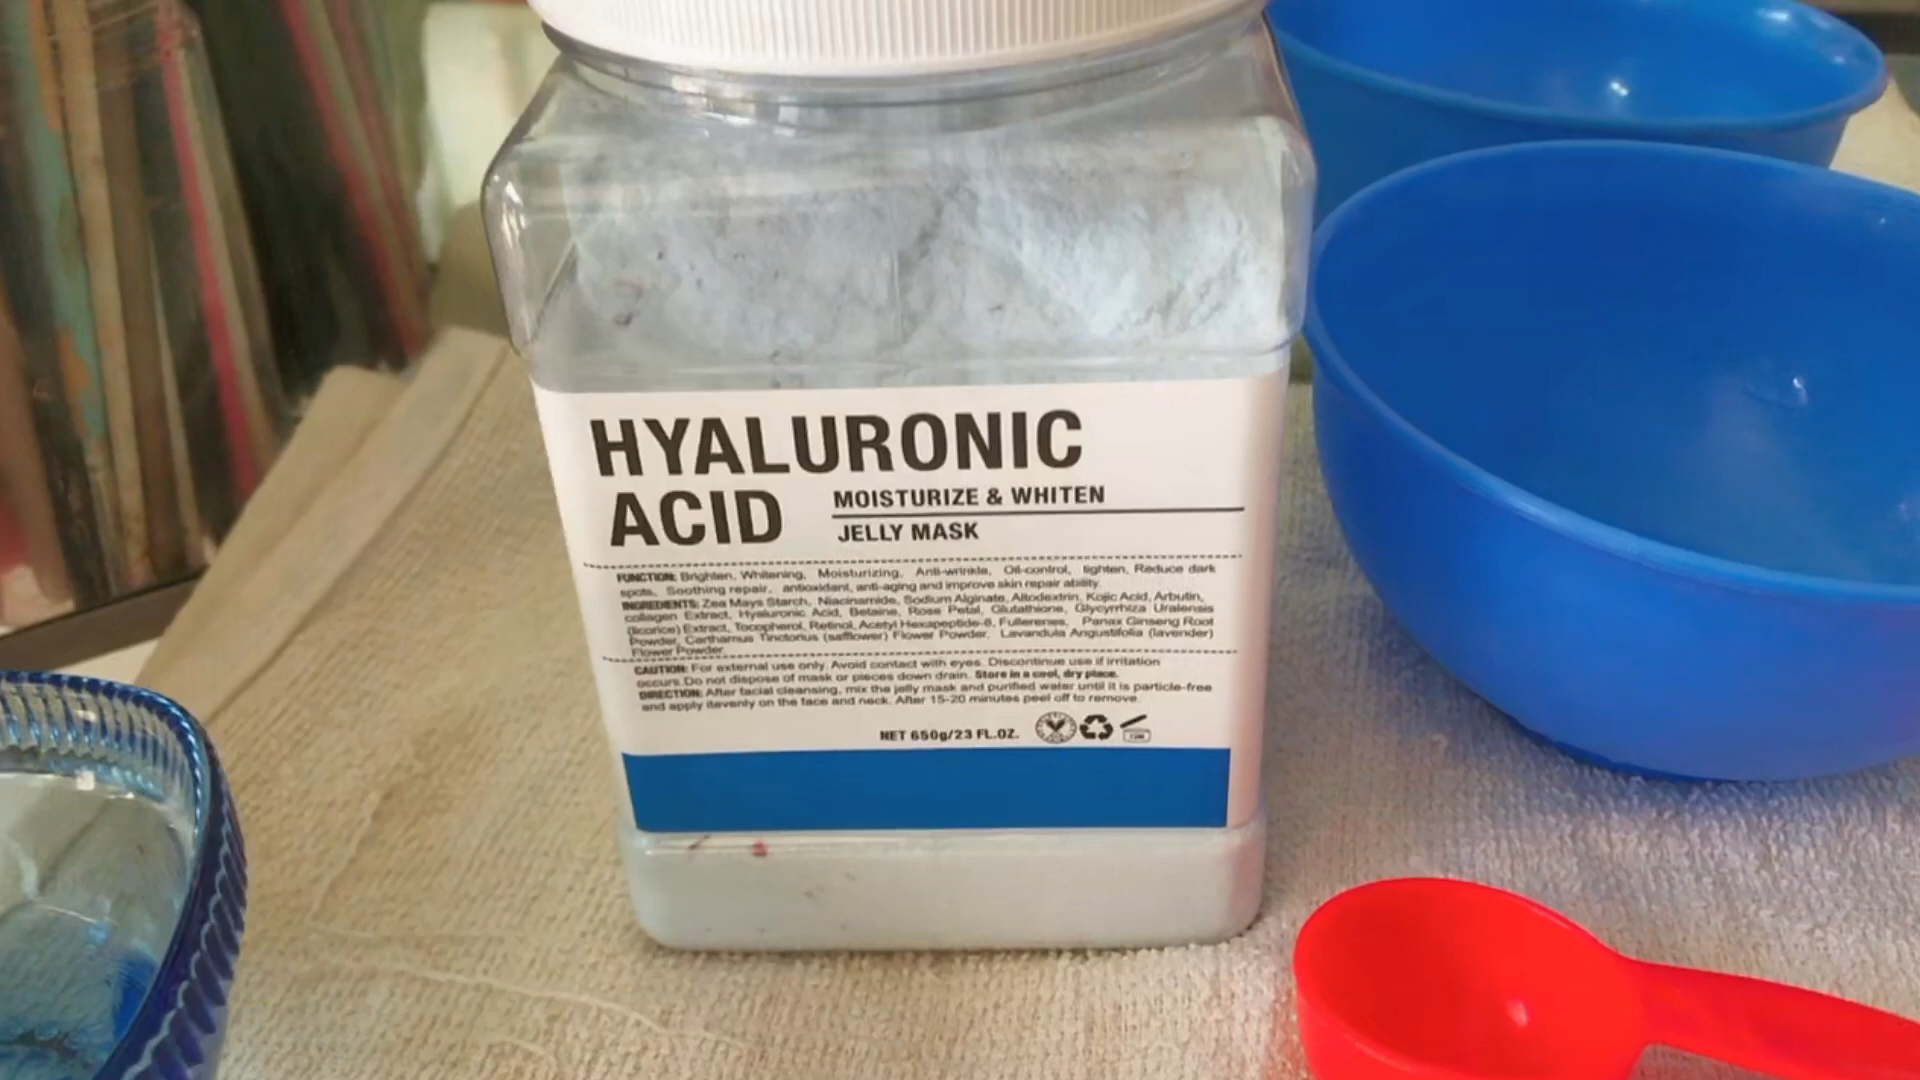 HYALURONIC
ACID
MOISTURIZE & WHITEN
JELLY MASK
FUNCTION: Brighten, Whitening, Moisturizing, Anti-wrinkle, Oil-control, tighten, Reduce dark
spots, Soothing repair, antioxidant, anti-aging and improve skin repair ability.
INGREDIENTS: Zea Mays Starch, Niacinamide, Sodium Alginate, Altodextrin, Kojic Acid, Arbutin,
collagen Extract, Hyaluronic Acid, Betaine, Rose Petal, Glutathione, Glycyrrhiza Uralensis
(licorice) Extract, Tocopherol, Retinol, Acetyl Hexapeptide-8, Fullerenes, Panax Ginseng Root
Powder, Carthamus Tinctorius (safflower) Flower Powder, Lavandula Angustifolia (lavender)
Flower Powder
CAUTION: For external use only. Avoid contact with eyes. Discontinue use if irritation
occurs. Do not dispose of mask or pieces down drain. Store in a cool, dry place.
DIRECTION: After facial cleansing, mix the jelly mask and purified water until it is particle-free
and apply itevenly on the face and neck. After 15-20 minutes peel off to remove.
NET 650g/23 FL.OZ.